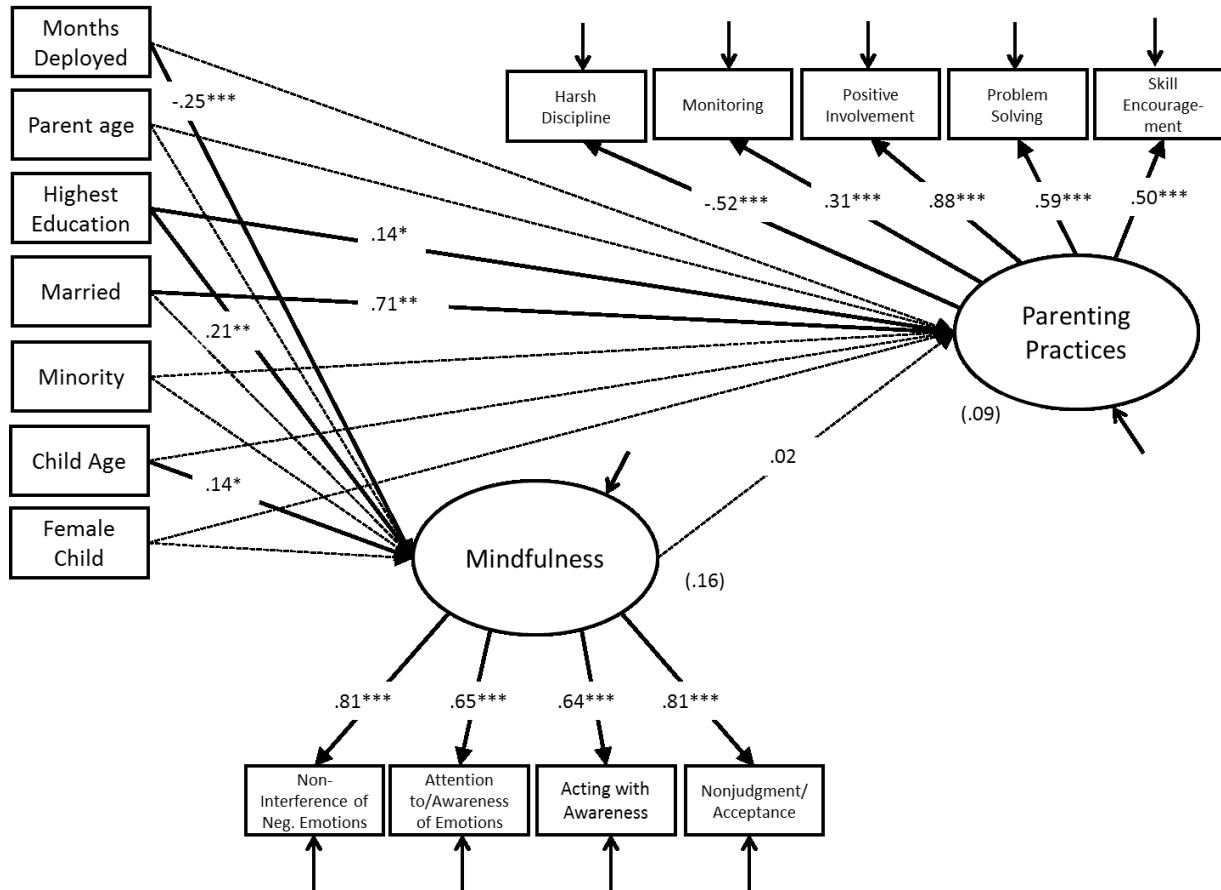 Months
Deployed
Parent age
Highest
Education
Married
Minority
Child Age
Female
Child
-.25***
.14*
.71**
.21**
.14*
Harsh
Discipline
Monitoring
Positive
Involvement
Problem
Solving
Skill
Encourage-
ment
-.52***
.31***
.88***
.59***
.50***
Parenting
Practices
(.09)
.02
Mindfulness
(.16)
.81***
.65***
.64***
.81***
Non-
Interference of
Neg. Emotions
Attention
to/Awareness
of Emotions
Acting with
Awareness
Nonjudgment/
Acceptance